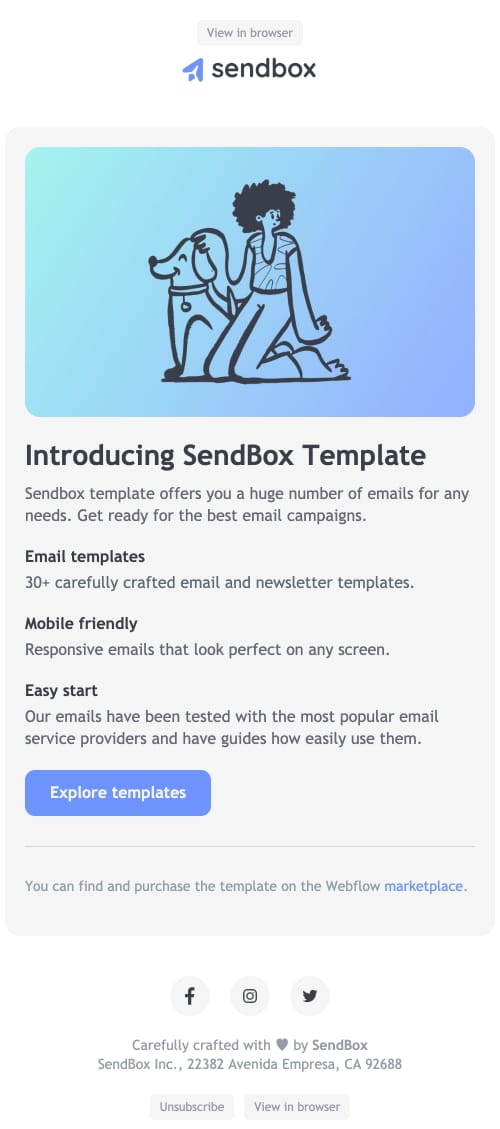 View in browser
sendbox
Introducing SendBox Template
Sendbox template offers you a huge number of emails for any
needs. Get ready for the best email campaigns.
Email templates
30+ carefully crafted email and newsletter templates.
Mobile friendly
Responsive emails that look perfect on any screen.
Easy start
Our emails have been tested with the most popular email
service providers and have guides how easily use them.
Explore templates
You can find and purchase the template on the Webflow marketplace.
Carefully crafted with ♥ by SendBox
SendBox Inc., 22382 Avenida Empresa, CA 92688
Unsubscribe View in browser